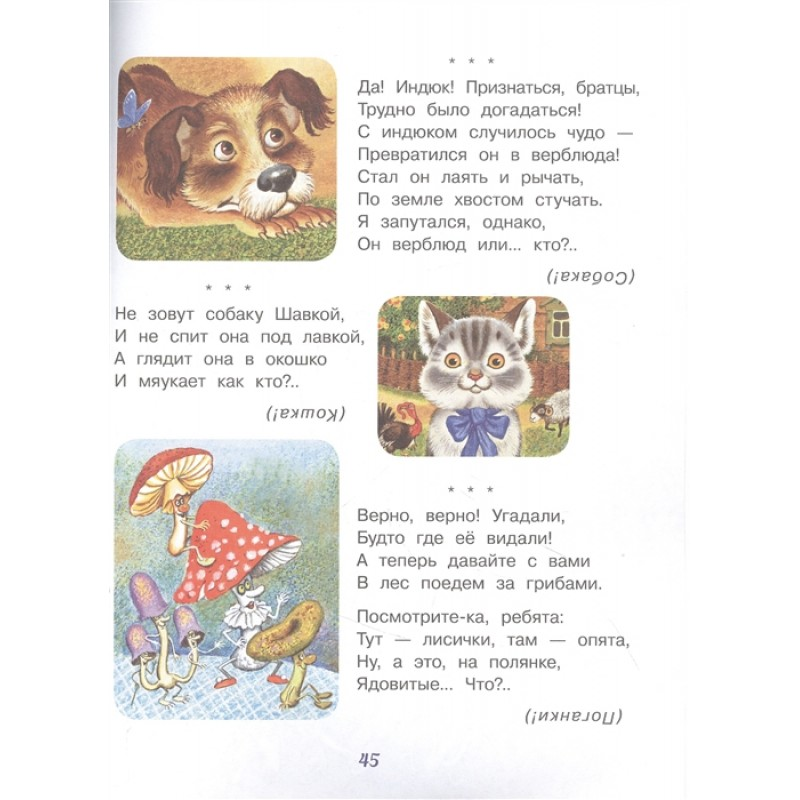 * * *
Да! Индюк! Признаться, братцы,
Трудно было догадаться!
С индюком случилось чудо —
Превратился он в верблюда!
Стал он лаять и рычать,
По земле хвостом стучать.
Я запутался, однако,
Он верблюд или... кто?..
(Собака!)
* * *
Не зовут собаку Шавкой,
И не спит она под лавкой,
А глядит она в окошко
И мяукает как кто?..
(Кошка!)
* * *
Верно, верно! Угадали,
Будто где её видали!
А теперь давайте с вами
В лес поедем за грибами.
Посмотрите-ка, ребята:
Тут — лисички, там — опята,
Ну, а это, на полянке,
Ядовитые... Что?..
(Поганки!)
45